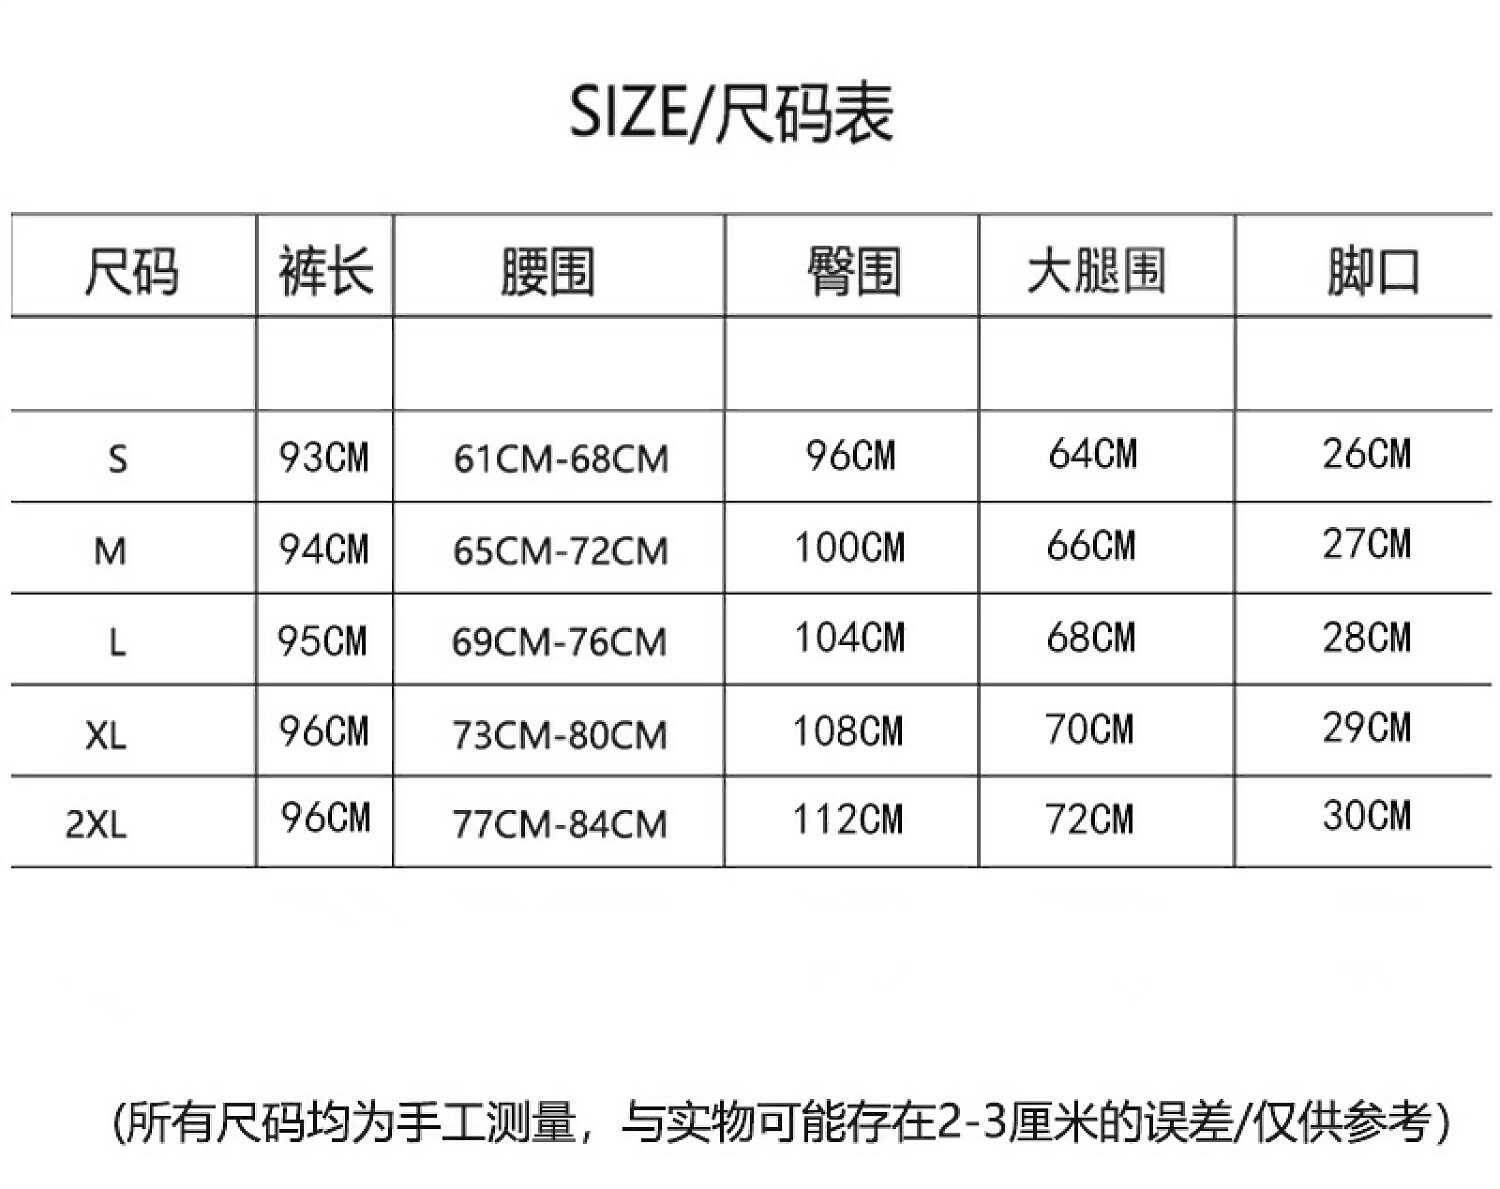 SIZE/尺码表
尺码 裤长 腰围 臀围 大腿围 脚口
S 93CM 61CM-68CM 96CM 64CM 26CM
M 94CM 65CM-72CM 100CM 66CM 27CM
L 95CM 69CM-76CM 104CM 68CM 28CM
XL 96CM 73CM-80CM 108CM 70CM 29CM
2XL 96CM 77CM-84CM 112CM 72CM 30CM
(所有尺码均为手工测量，与实物可能存在2-3厘米的误差/仅供参考）